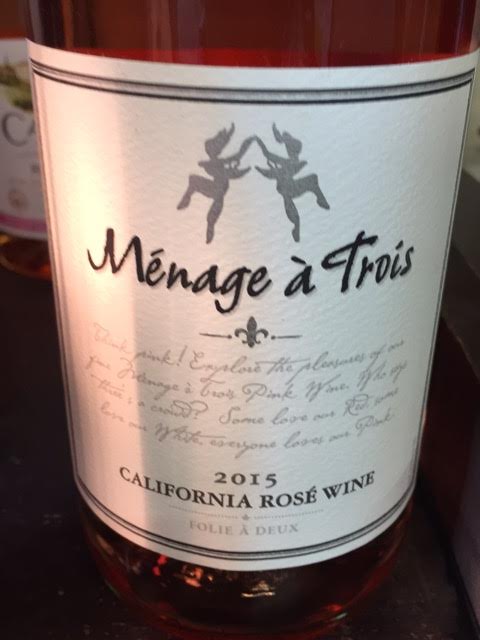 Ménage à Trois
Think pink! Explore the pleasures of our
fine Ménage à Trois Pink Wine. Who says
three's a crowd? Some love our Red, some
love our White, everyone loves our Pink.
2015
CALIFORNIA ROSÉ WINE
FOLIE À DEUX